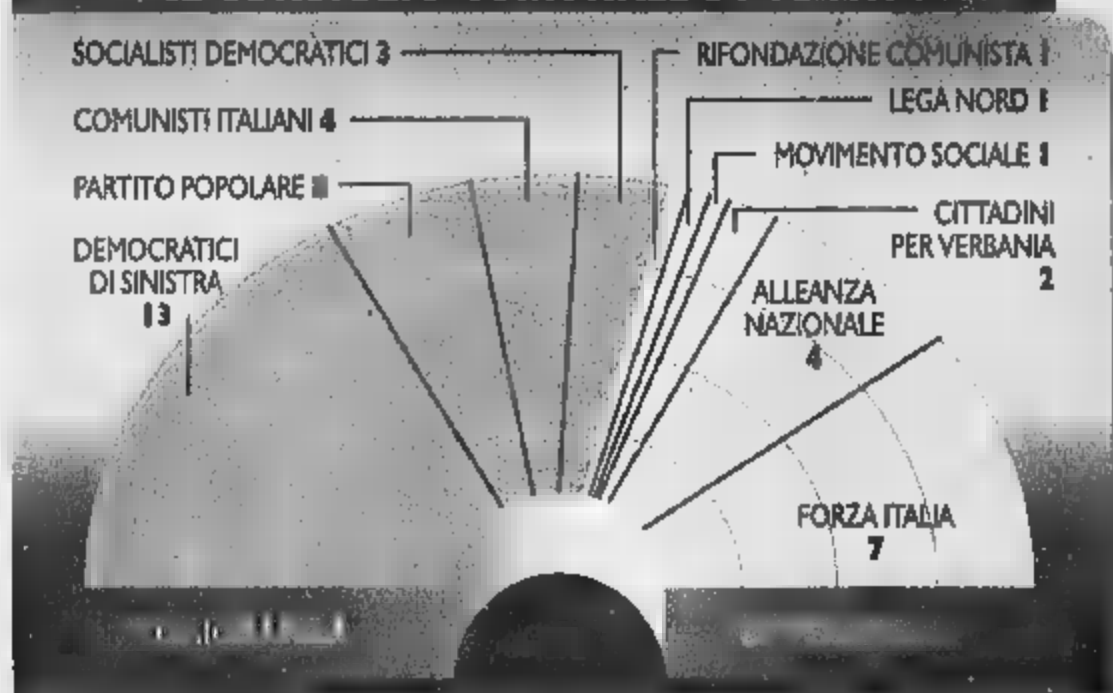 SOCIALISTI DEMOCRATICI 3
COMUNISTI ITALIANI 4
PARTITO POPOLARE
DEMOCRATICI
DI SINISTRA
13
RIFONDAZIONE COMUNISTA 1
LEGA NORD 1
MOVIMENTO SOCIALE 1
CITTADINI
PER VERBANIA
2
ALLEANZA
NAZIONALE
4
FORZA ITALIA
7